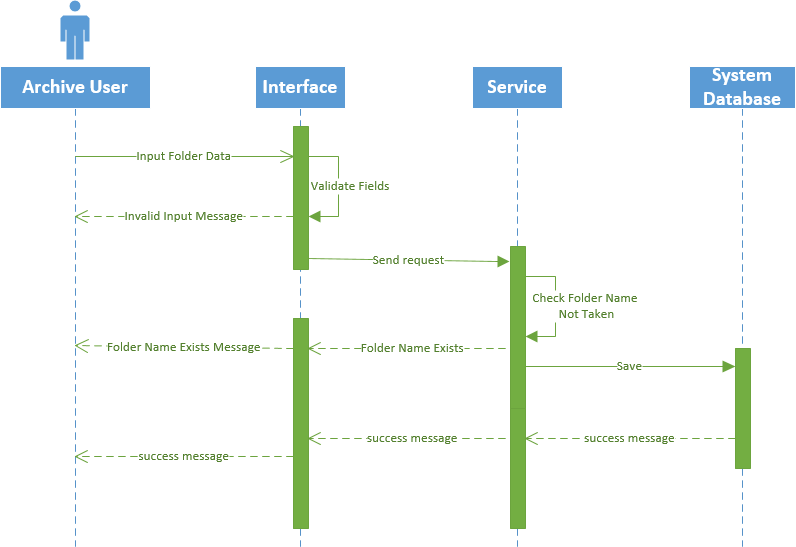 Archive User
Interface
Service
System
Database
Input Folder Data
Validate Fields
Invalid Input Message
Send request
Check Folder Name
Not Taken
Folder Name Exists Message
Folder Name Exists
Save
success message
success message
success message